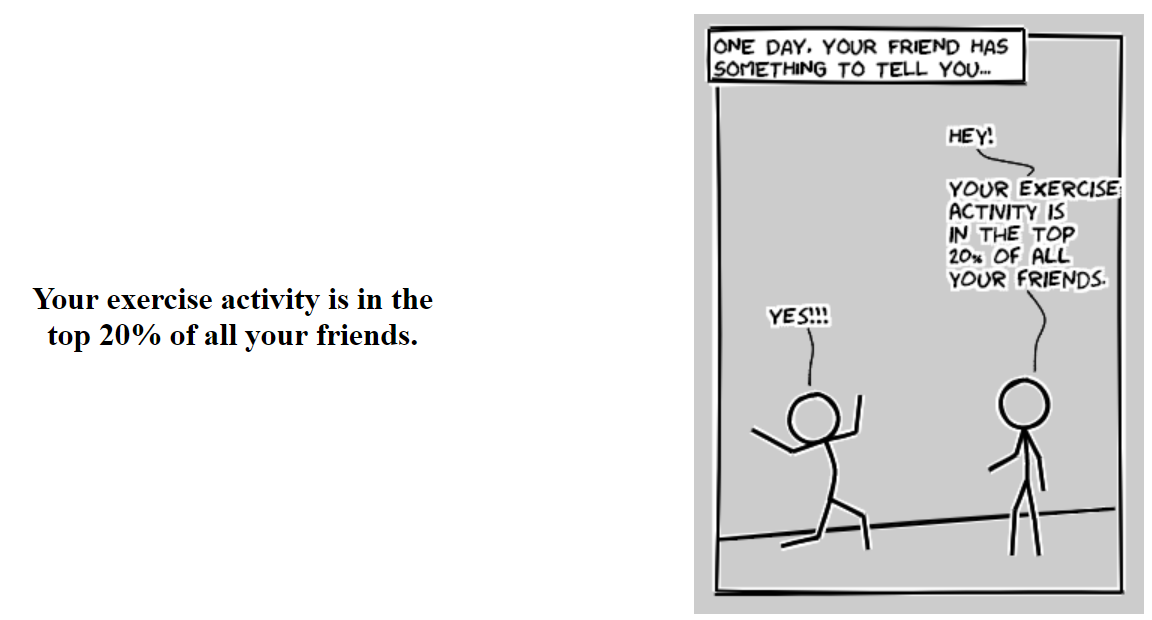 Your exercise activity is in the
top 20% of all your friends.
ONE DAY, YOUR FRIEND HAS
SOMETHING TO TELL YOU...
HEY!
YOUR EXERCISE
ACTIVITY IS
IN THE TOP
20% OF ALL
YOUR FRIENDS.
YES!!!